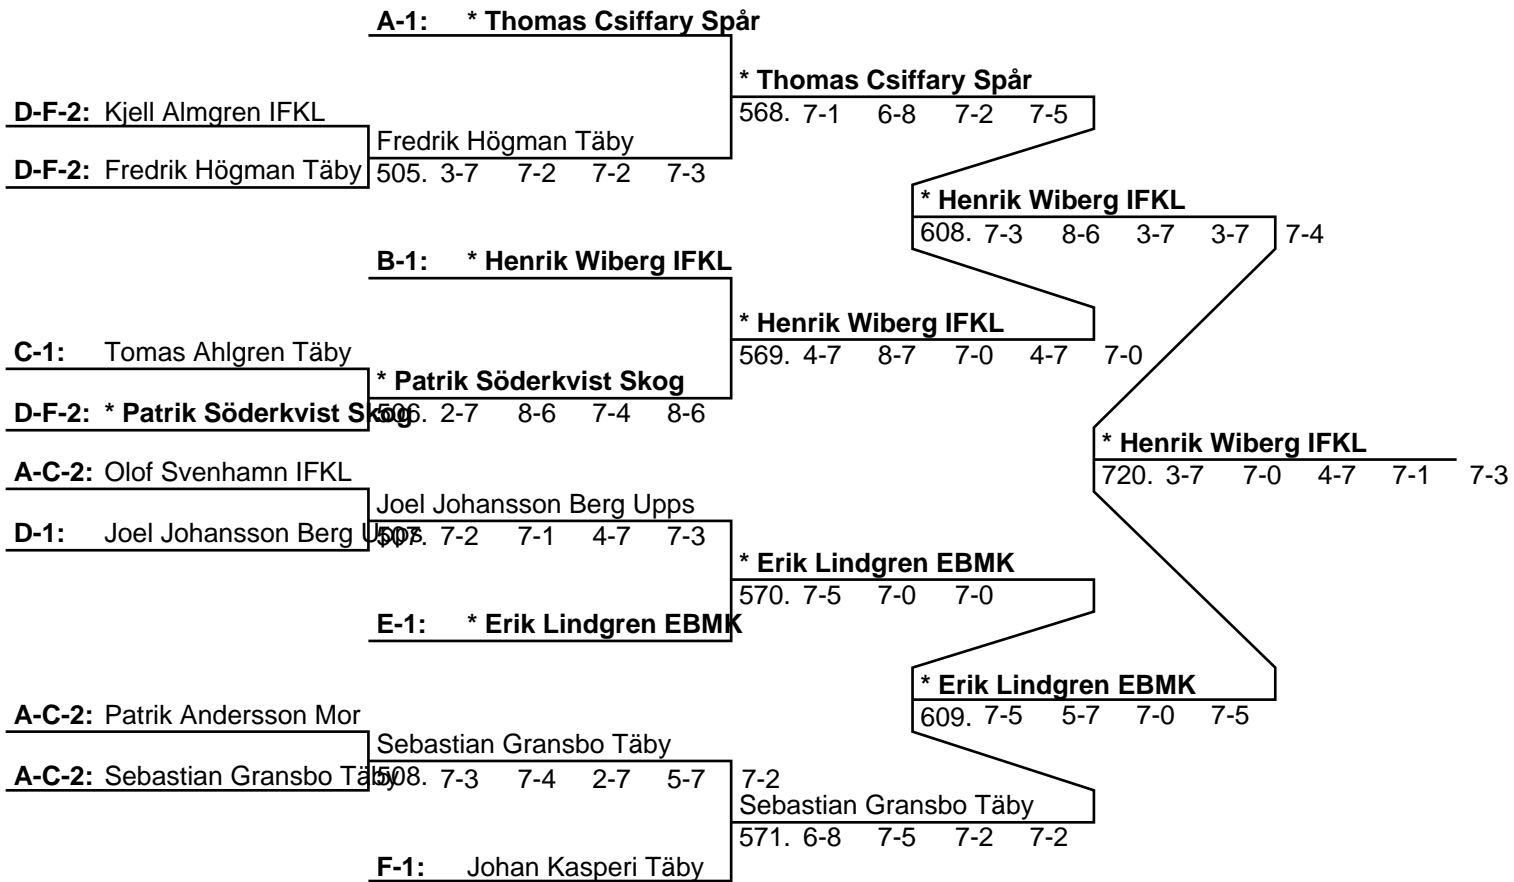 A-1: * Thomas Csiffary Spår
* Thomas Csiffary Spår
D-F-2: Kjell Almgren IFKL
568. 7-1 6-8 7-2 7-5
Fredrik Högman Täby
D-F-2: Fredrik Högman Täby
505. 3-7 7-2 7-2 7-3
* Henrik Wiberg IFKL
608. 7-3 8-6 3-7 3-7 7-4
B-1: * Henrik Wiberg IFKL
* Henrik Wiberg IFKL
C-1: Tomas Ahlgren Täby
569. 4-7 8-7 7-0 4-7 7-0
* Patrik Söderkvist Skog
D-F-2: * Patrik Söderkvist Skog
506. 2-7 8-6 7-4 8-6
* Henrik Wiberg IFKL
A-C-2: Olof Svenhamn IFKL
720. 3-7 7-0 4-7 7-1 7-3
Joel Johansson Berg Upps
D-1: Joel Johansson Berg Upps
507. 7-2 7-1 4-7 7-3
* Erik Lindgren EBMK
570. 7-5 7-0 7-0
E-1: * Erik Lindgren EBMK
* Erik Lindgren EBMK
A-C-2: Patrik Andersson Mor
609. 7-5 5-7 7-0 7-5
Sebastian Gransbo Täby
A-C-2: Sebastian Gransbo Täby
508. 7-3 7-4 2-7 5-7 7-2
Sebastian Gransbo Täby
571. 6-8 7-5 7-2 7-2
F-1: Johan Kasperi Täby